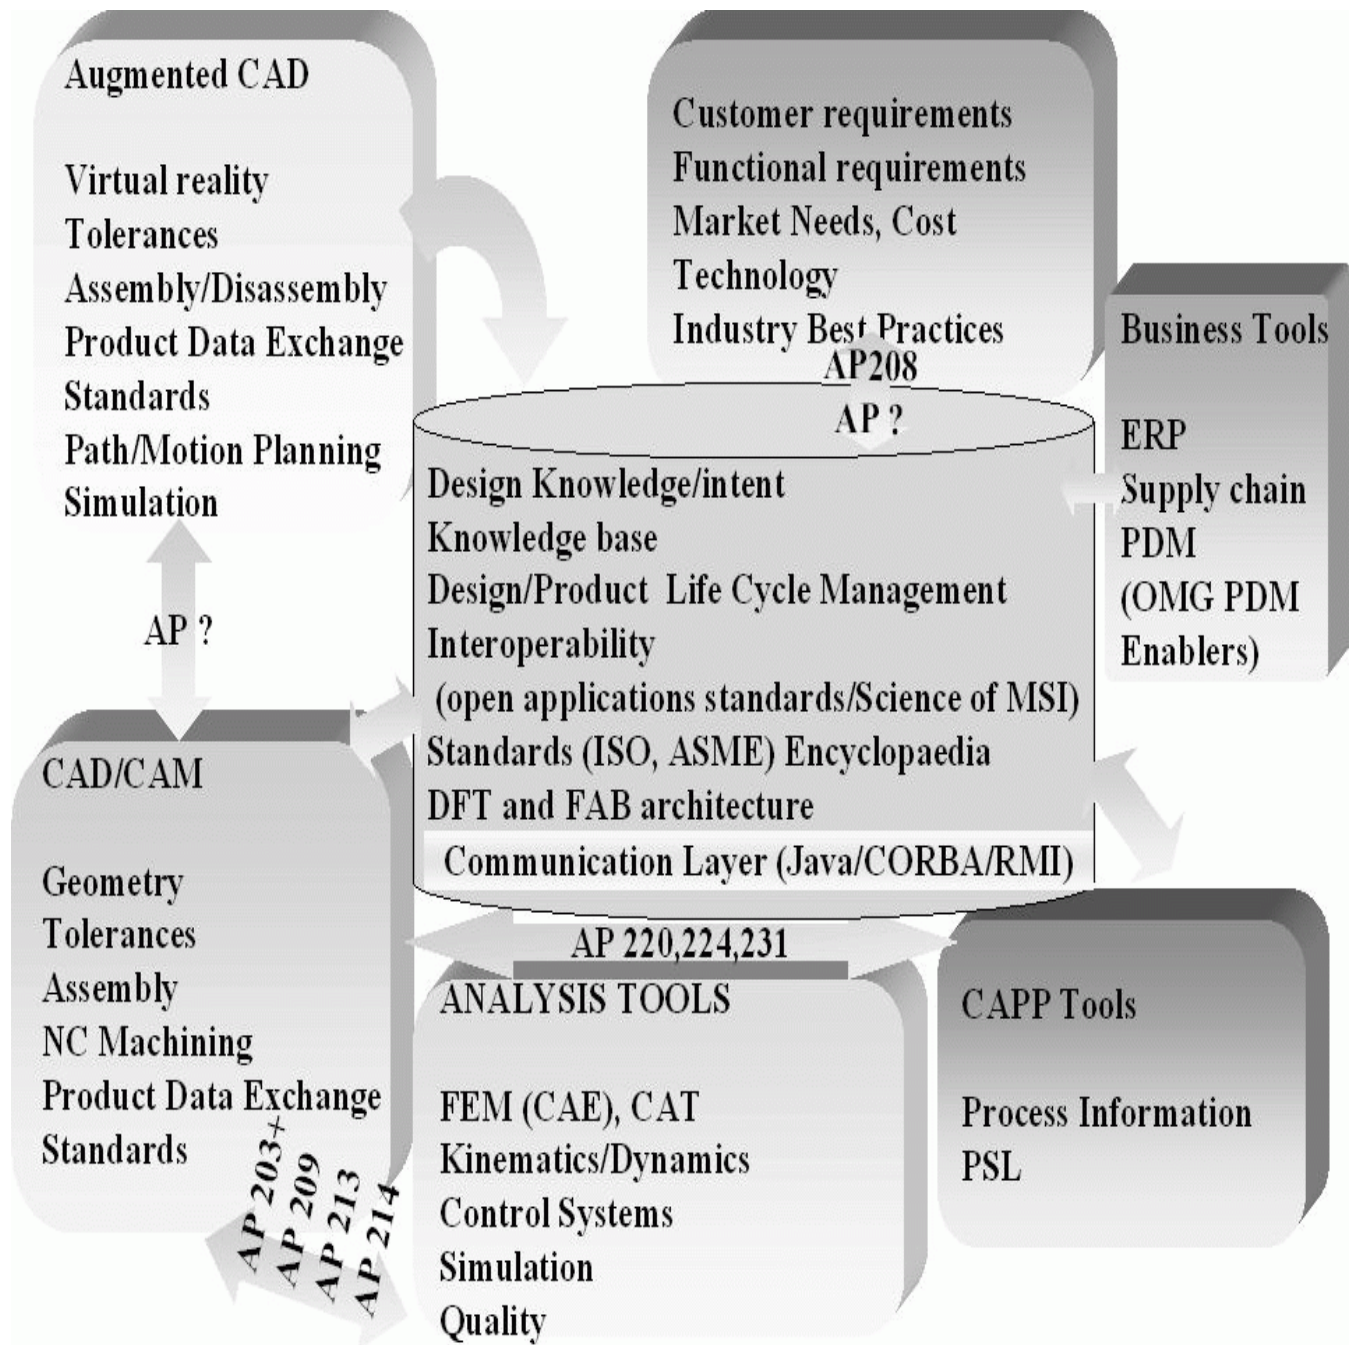 Augmented CAD
Virtual reality
Tolerances
Assembly/Disassembly
Product Data Exchange
Standards
Path/Motion Planning
Simulation
Customer requirements
Functional requirements
Market Needs, Cost
Technology
Industry Best Practices
AP208
AP ?
Business Tools
ERP
Supply chain
PDM
(OMG PDM
Enablers)
Design Knowledge/intent
Knowledge base
Design/Product Life Cycle Management
Interoperability
(open applications standards/Science of MSI)
Standards (ISO, ASME) Encyclopaedia
DFT and FAB architecture
Communication Layer (Java/CORBA/RMI)
AP ?
CAD/CAM
Geometry
Tolerances
Assembly
NC Machining
Product Data Exchange
Standards
AP 203+
AP 209
AP 213
AP 214
AP 220,224,231
ANALYSIS TOOLS
FEM (CAE), CAT
Kinematics/Dynamics
Control Systems
Simulation
Quality
CAPP Tools
Process Information
PSL